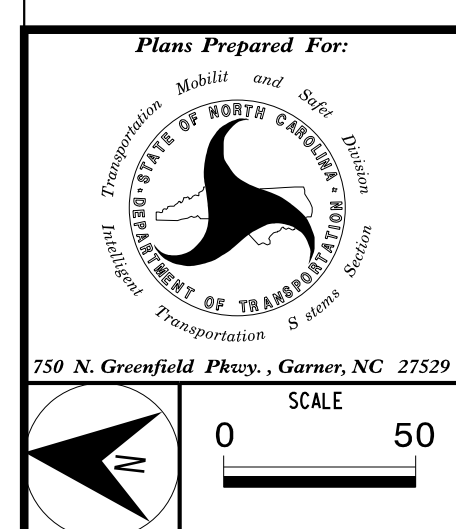 Plans Prepared For:
Transportation Mobilit and Safet Division
STATE OF NORTH CAROLINA
DEPARTMENT OF TRANSPORTATION
Intelligent Transportation S stems Section
750 N. Greenfield Pkwy. , Garner, NC 27529
SCALE
0 50
N